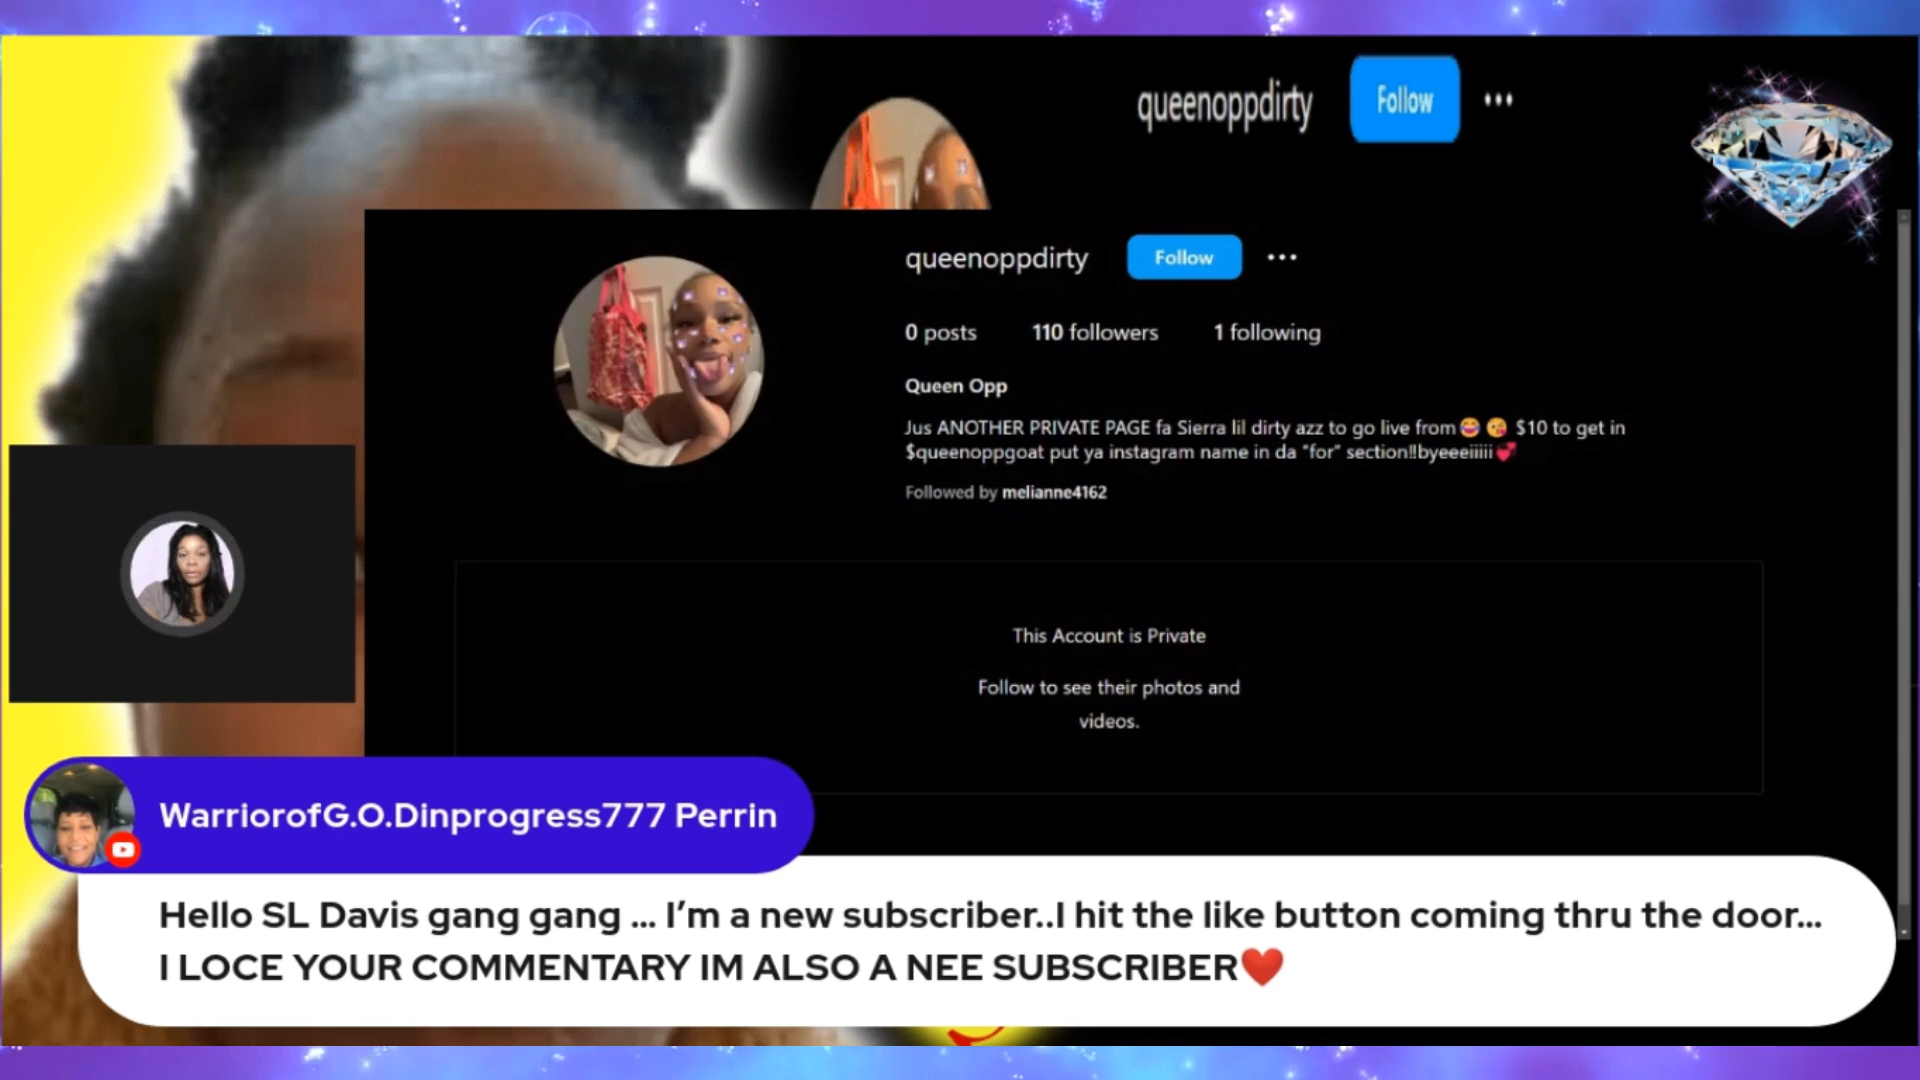 queenoppdirty Follow •••
queenoppdirty Follow •••
0 posts 110 followers 1 following
Queen Opp
Jus ANOTHER PRIVATE PAGE fa Sierra lil dirty azz to go live from😅 😘 $10 to get in
$queenoppgoat put ya instagram name in da "for" section!!byeeeiiiii💕
Followed by melianne4162
This Account is Private
Follow to see their photos and
videos.
WarriorofG.O.Dinprogress777 Perrin
Hello SL Davis gang gang ... I'm a new subscriber..I hit the like button coming thru the door...
I LOCE YOUR COMMENTARY IM ALSO A NEE SUBSCRIBER❤️